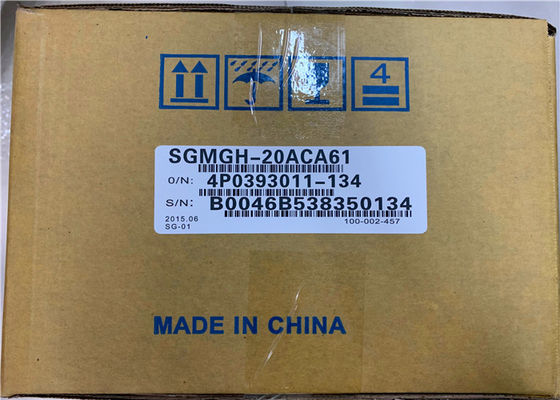 4
SGMGH-20ACA61
O/N: 4P0393011-134
S/N: B0046B538350134
2015.06
SG-01
100-002-457
MADE IN CHINA